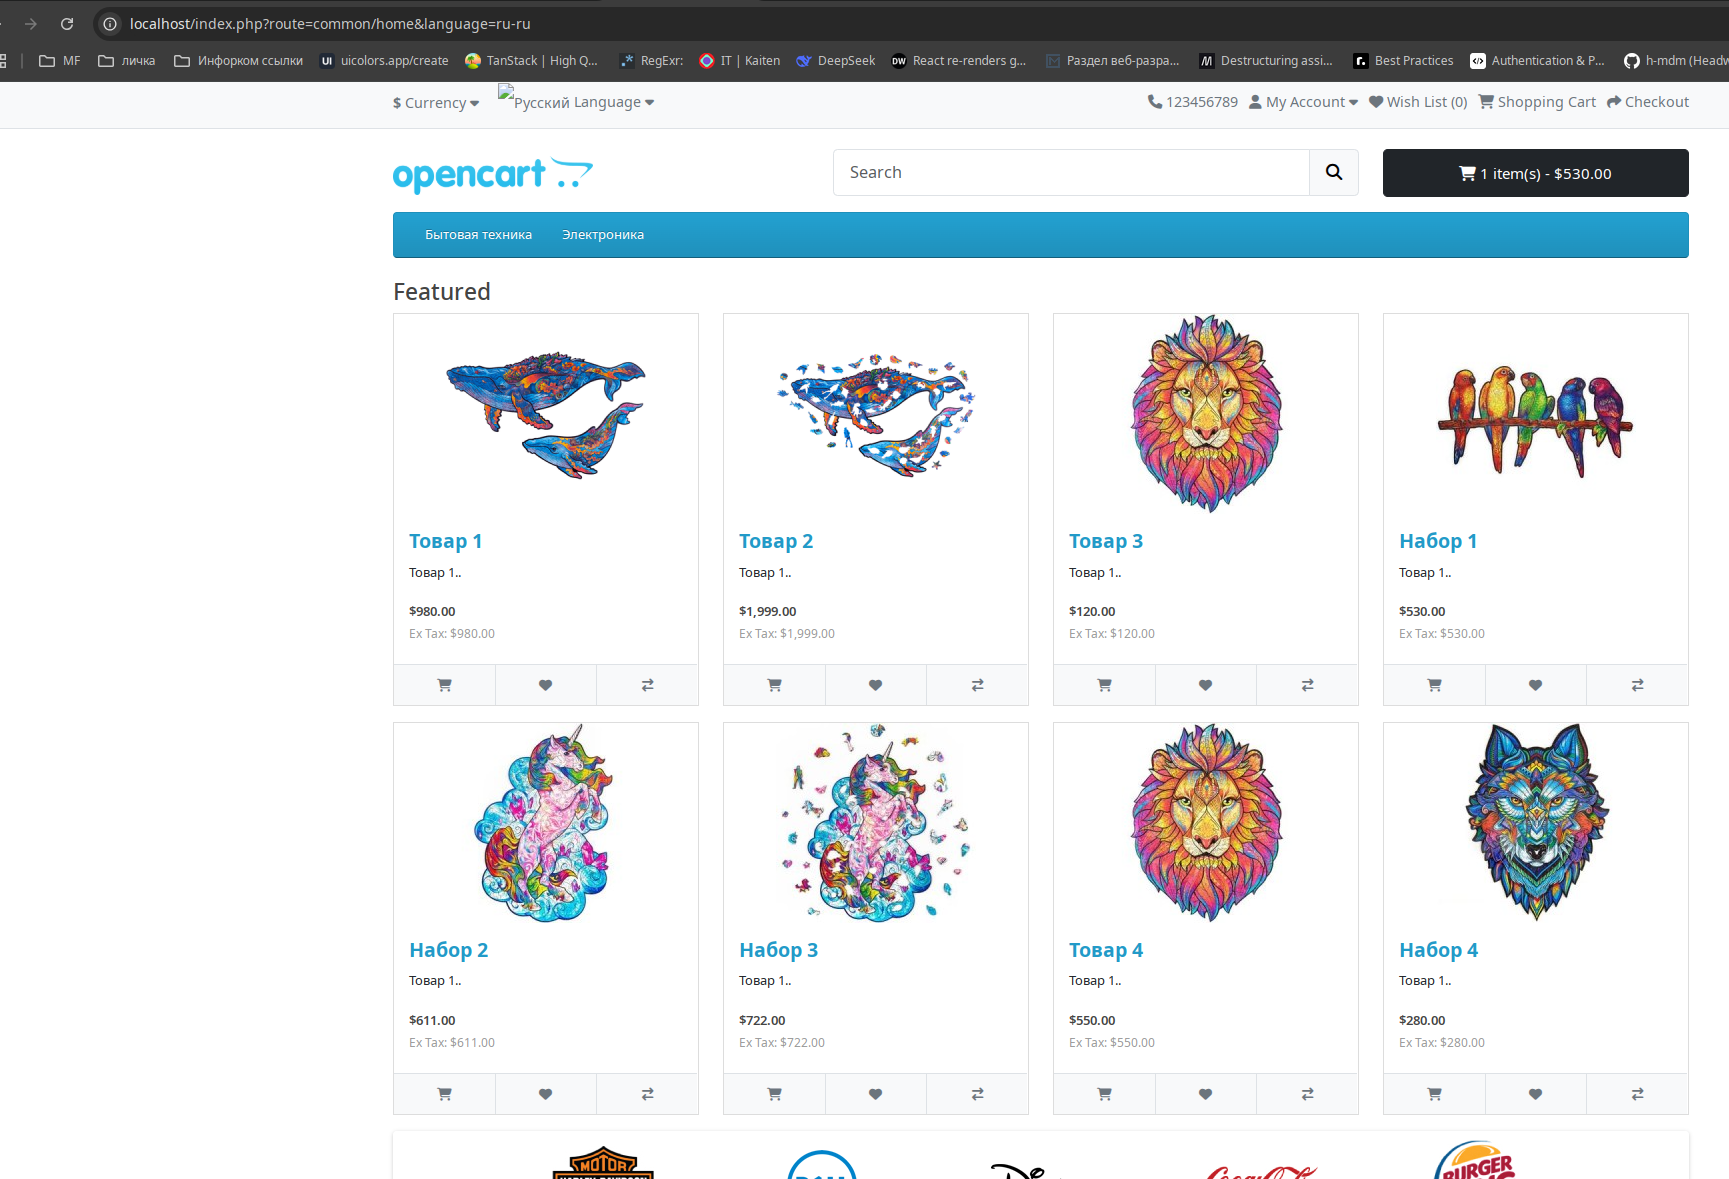 localhost/index.php?route=common/home&language=ru-ru
MF личка Инфорком ссылки uicolors.app/create TanStack | High Q... RegExr: IT | Kaiten DeepSeek React re-renders g... Раздел веб-разра... Destructuring assi... Best Practices Authentication & P... h-mdm (Headw
$ Currency Русский Language 123456789 My Account Wish List (0) Shopping Cart Checkout
opencart Search 1 item(s) - $530.00
Бытовая техника Электроника
Featured
Товар 1 Товар 2 Товар 3 Набор 1
Товар 1.. Товар 1.. Товар 1.. Товар 1..
$980.00 $1,999.00 $120.00 $530.00
Ex Tax: $980.00 Ex Tax: $1,999.00 Ex Tax: $120.00 Ex Tax: $530.00
Набор 2 Набор 3 Товар 4 Набор 4
Товар 1.. Товар 1.. Товар 1.. Товар 1..
$611.00 $722.00 $550.00 $280.00
Ex Tax: $611.00 Ex Tax: $722.00 Ex Tax: $550.00 Ex Tax: $280.00
MOTOR BURGER